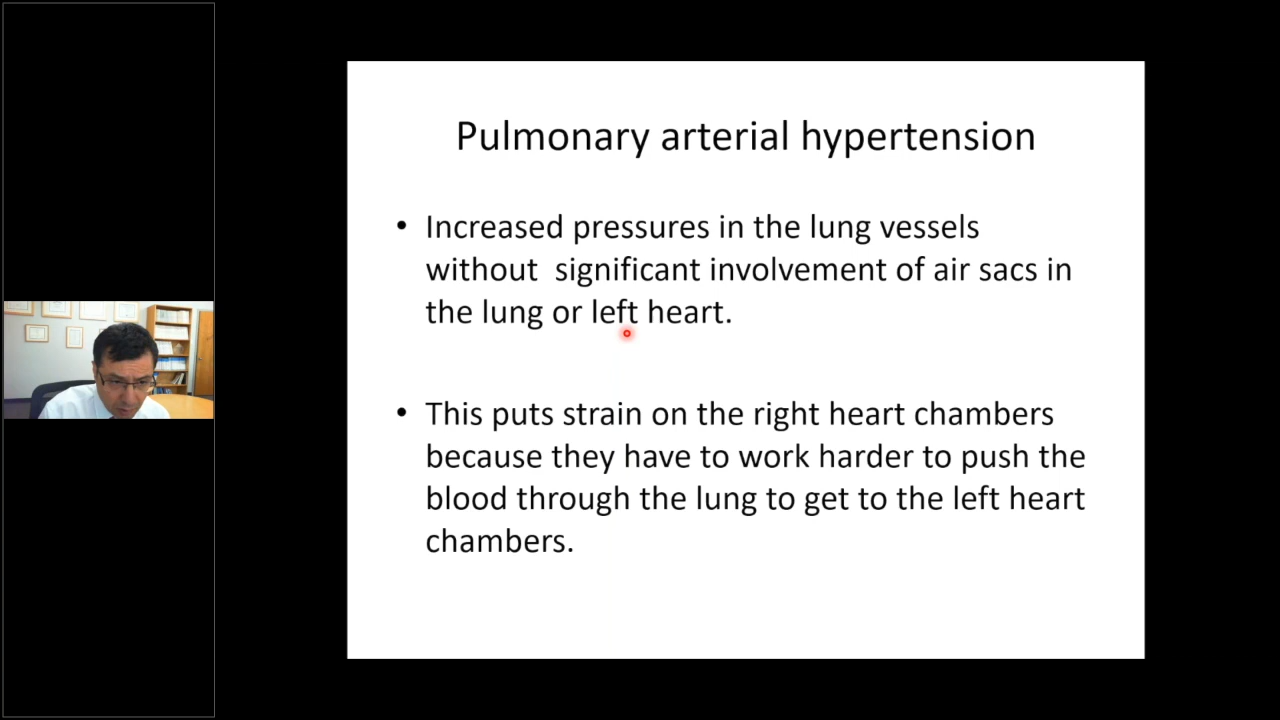 Pulmonary arterial hypertension
• Increased pressures in the lung vessels
without  significant involvement of air sacs in
the lung or left heart.
• This puts strain on the right heart chambers
because they have to work harder to push the
blood through the lung to get to the left heart
chambers.